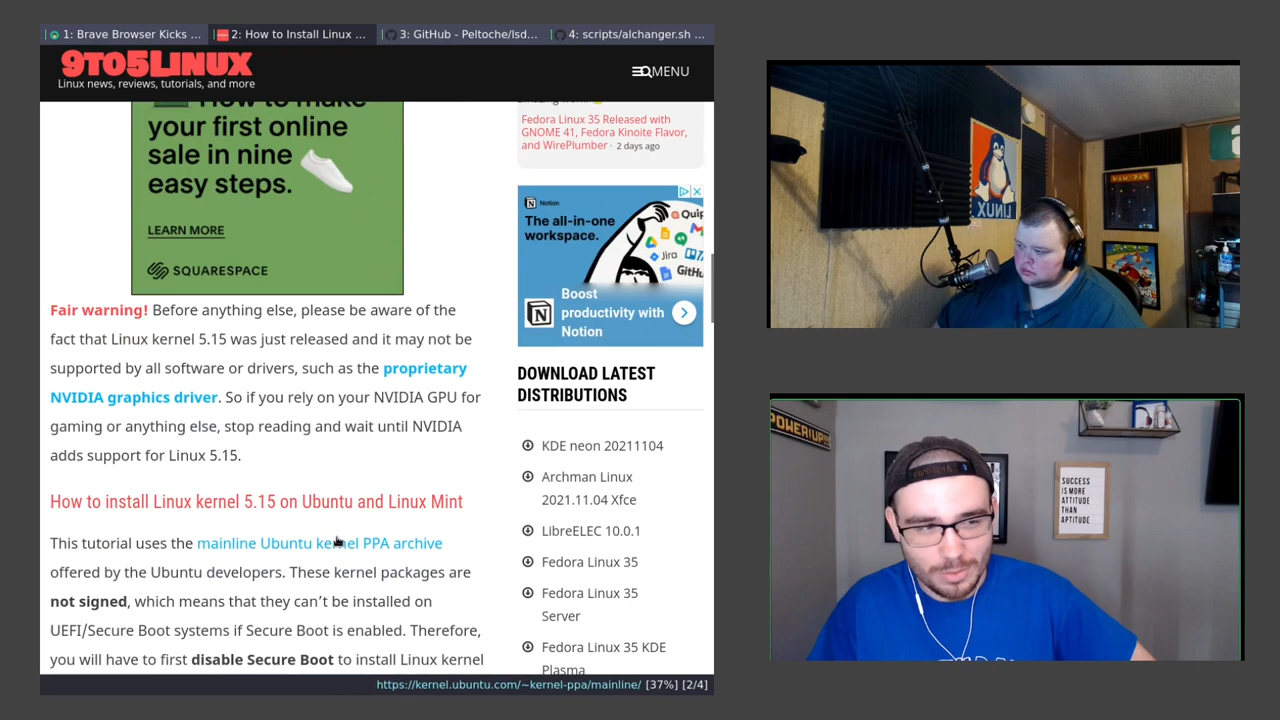 1: Brave Browser Kicks ...
2: How to Install Linux ...
3: GitHub - Peltoche/lsd...
4: scripts/alchanger.sh ...
9TO5LINUX
Linux news, reviews, tutorials, and more
MENU
How to make
your first online
sale in nine
easy steps.
LEARN MORE
SQUARESPACE
Fair warning! Before anything else, please be aware of the
fact that Linux kernel 5.15 was just released and it may not be
supported by all software or drivers, such as the proprietary
NVIDIA graphics driver. So if you rely on your NVIDIA GPU for
gaming or anything else, stop reading and wait until NVIDIA
adds support for Linux 5.15.
How to install Linux kernel 5.15 on Ubuntu and Linux Mint
This tutorial uses the mainline Ubuntu kernel PPA archive
offered by the Ubuntu developers. These kernel packages are
not signed, which means that they can’t be installed on
UEFI/Secure Boot systems if Secure Boot is enabled. Therefore,
you will have to first disable Secure Boot to install Linux kernel
Fedora Linux 35 Released with
GNOME 41, Fedora Kinoite Flavor,
and WirePlumber · 2 days ago
Notion
The all-in-one
workspace.
Quip
Jira
GitHu
Boost
productivity with
Notion
DOWNLOAD LATEST
DISTRIBUTIONS
KDE neon 20211104
Archman Linux
2021.11.04 Xfce
LibreELEC 10.0.1
Fedora Linux 35
Fedora Linux 35
Server
Fedora Linux 35 KDE
Plasma
https://kernel.ubuntu.com/~kernel-ppa/mainline/ [37%] [2/4]
LINUX
POWER-UP!
SUCCESS
IS MORE
ATTITUDE
THAN
APTITUDE